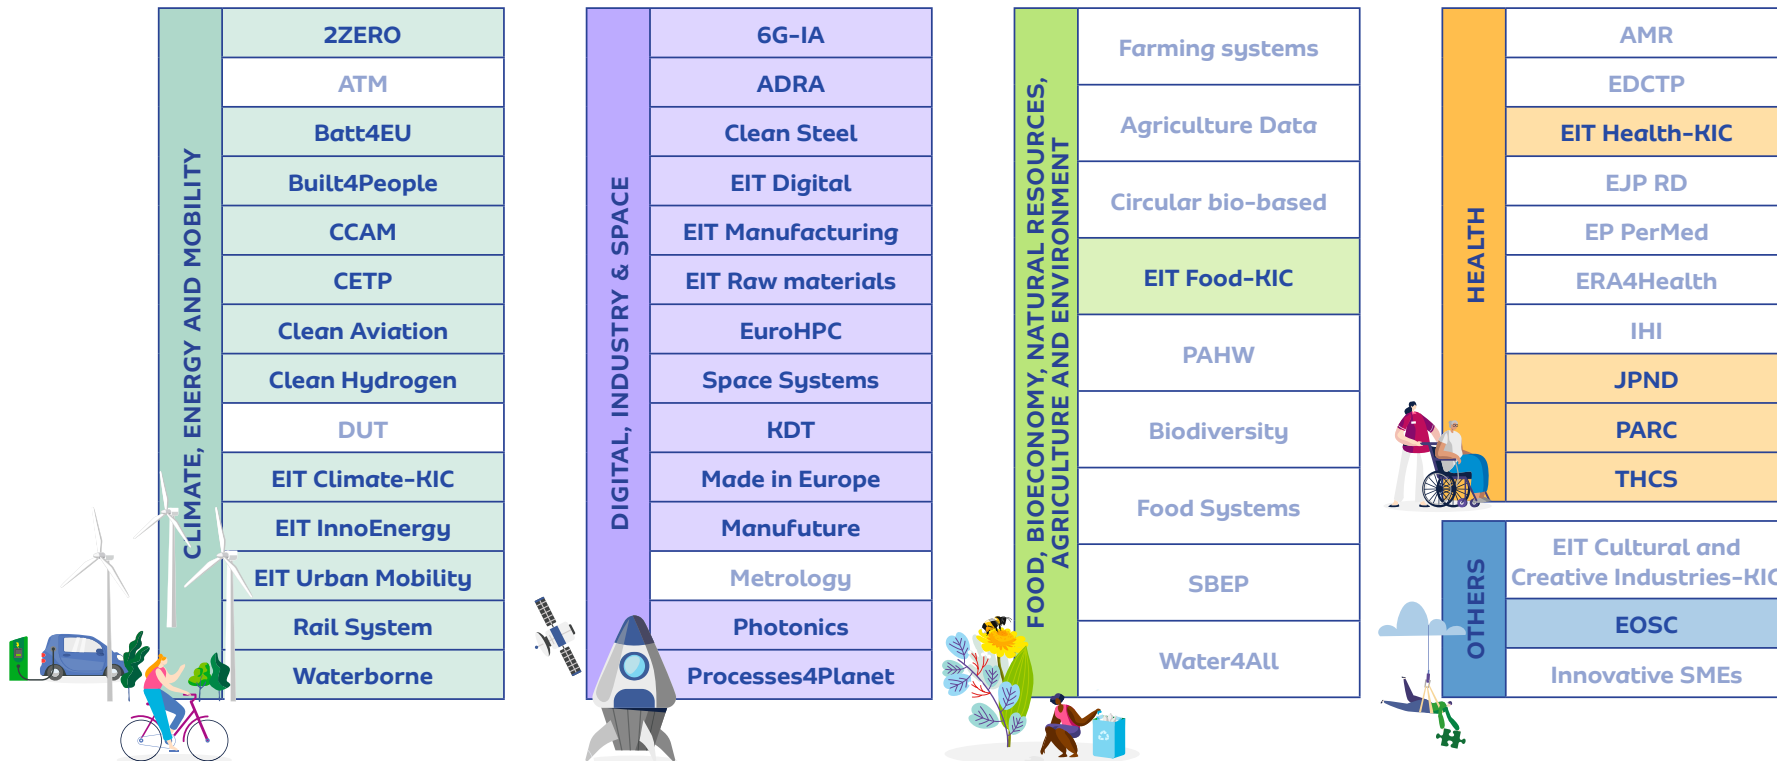 CLIMATE, ENERGY AND MOBILITY
2ZERO
ATM
Batt4EU
Built4People
CCAM
CETP
Clean Aviation
Clean Hydrogen
DUT
EIT Climate-KIC
EIT InnoEnergy
EIT Urban Mobility
Rail System
Waterborne
DIGITAL, INDUSTRY & SPACE
6G-IA
ADRA
Clean Steel
EIT Digital
EIT Manufacturing
EIT Raw materials
EuroHPC
Space Systems
KDT
Made in Europe
Manufuture
Metrology
Photonics
Processes4Planet
FOOD, BIOECONOMY, NATURAL RESOURCES,
AGRICULTURE AND ENVIRONMENT
Farming systems
Agriculture Data
Circular bio-based
EIT Food-KIC
PAHW
Biodiversity
Food Systems
SBEP
Water4All
HEALTH
AMR
EDCTP
EIT Health-KIC
EJP RD
EP PerMed
ERA4Health
IHI
JPND
PARC
THCS
OTHERS
EIT Cultural and
Creative Industries-KIC
EOSC
Innovative SMEs